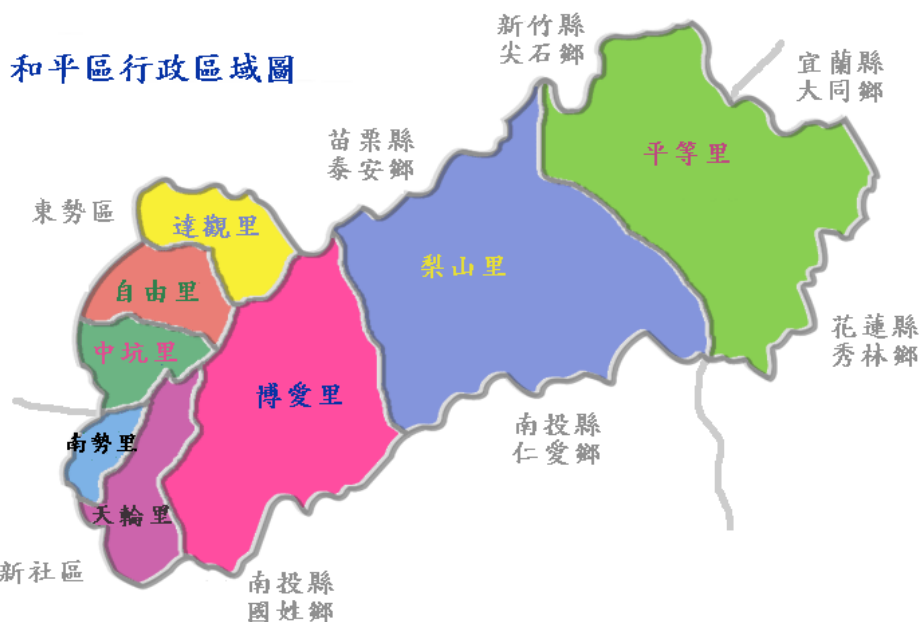 和平區行政區域圖
新竹縣
尖石鄉
宜蘭縣
大同鄉
苗栗縣
泰安鄉
平等里
東勢區
達觀里
梨山里
自由里
花蓮縣
秀林鄉
中坑里
博愛里
南投縣
仁愛鄉
南勢里
天輪里
新社區
南投縣
國姓鄉